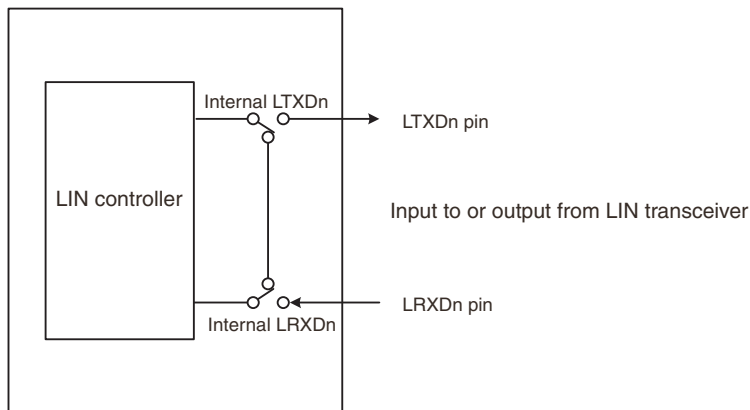 Internal LTXDn
LTXDn pin
LIN controller
Input to or output from LIN transceiver
LRXDn pin
Internal LRXDn